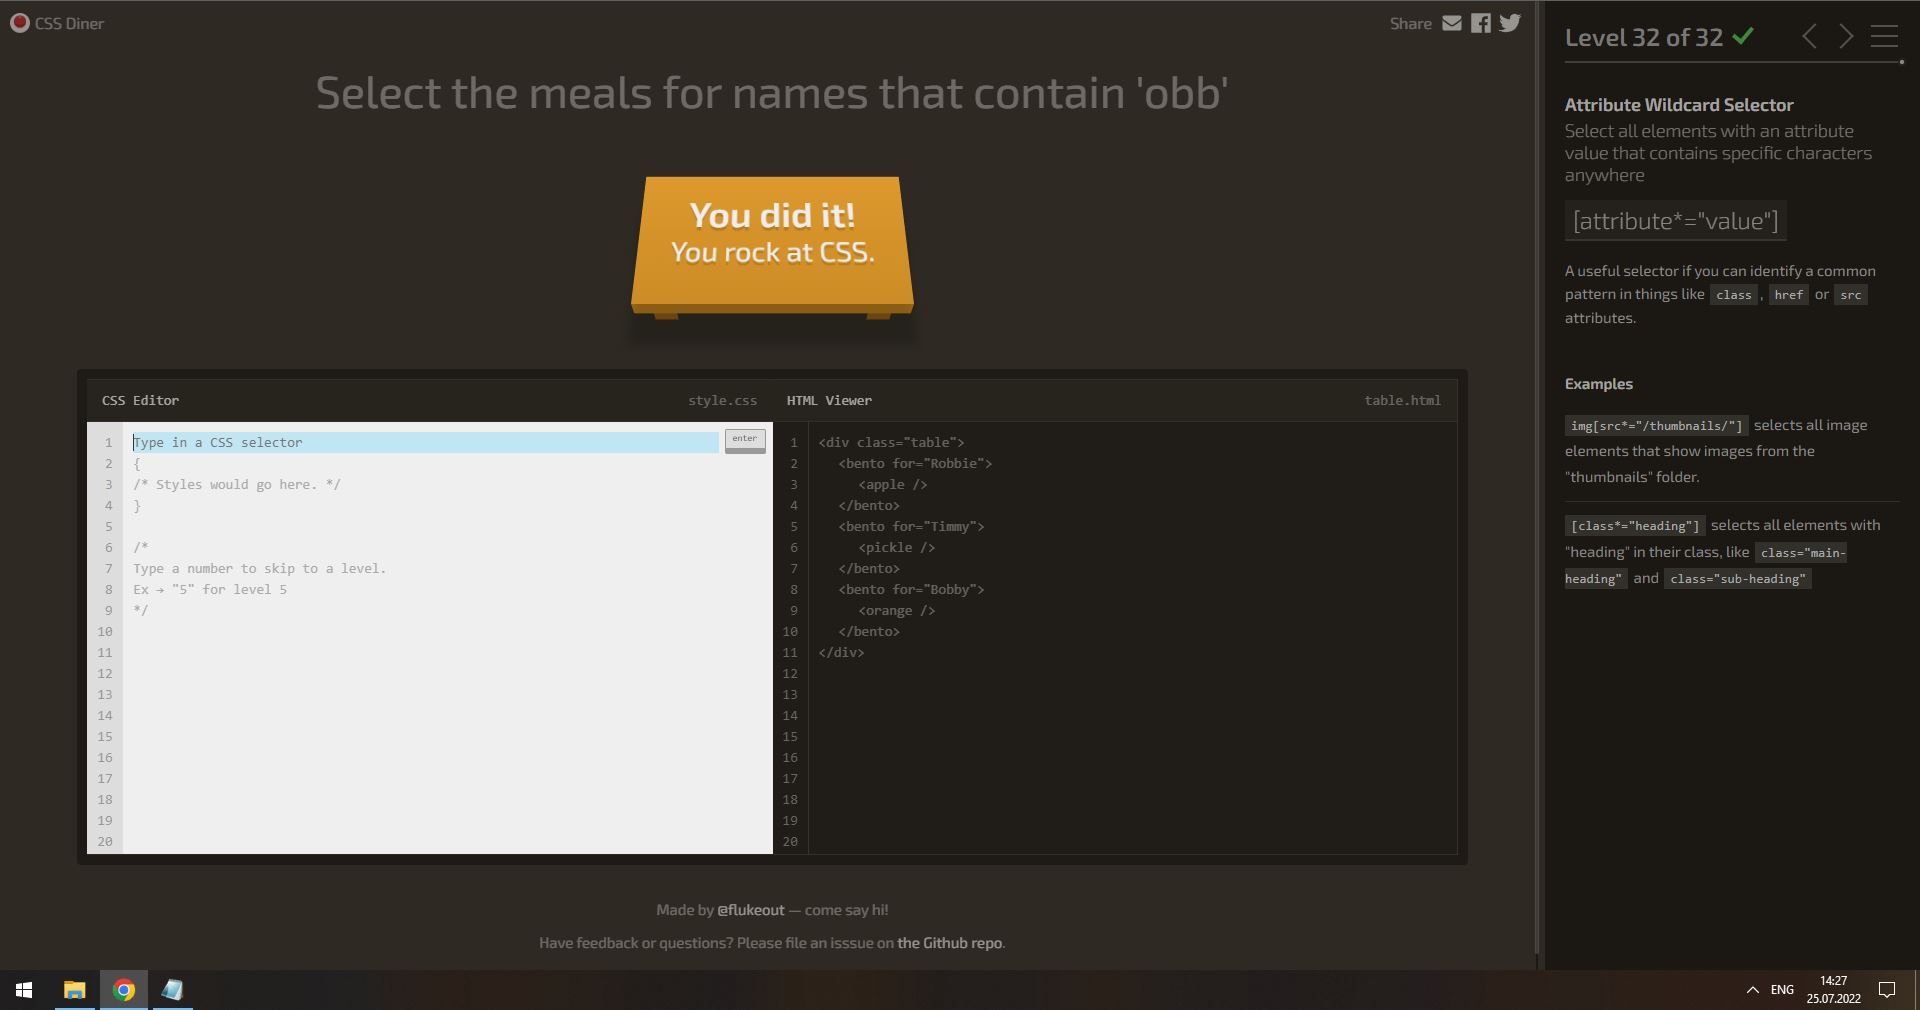 CSS Diner
Share
Select the meals for names that contain 'obb'
You did it!
You rock at CSS.
CSS Editor
style.css
HTML Viewer
table.html
1
2
3
4
5
6
7
8
9
10
11
12
13
14
15
16
17
18
19
20
Type in a CSS selector
enter
{
/* Styles would go here. */
}
/*
Type a number to skip to a level.
Ex → "5" for level 5
*/
1
2
3
4
5
6
7
8
9
10
11
12
13
14
15
16
17
18
19
20
<div class="table">
<bento for="Robbie">
<apple />
</bento>
<bento for="Timmy">
<pickle />
</bento>
<bento for="Bobby">
<orange />
</bento>
</div>
Made by @flukeout — come say hi!
Have feedback or questions? Please file an isssue on the Github repo.
Level 32 of 32
Attribute Wildcard Selector
Select all elements with an attribute
value that contains specific characters
anywhere
[attribute*="value"]
A useful selector if you can identify a common
pattern in things like class , href or src
attributes.
Examples
img[src*="/thumbnails/"] selects all image
elements that show images from the
"thumbnails" folder.
[class*="heading"] selects all elements with
"heading" in their class, like class="main-
heading" and class="sub-heading"
ENG
14:27
25.07.2022